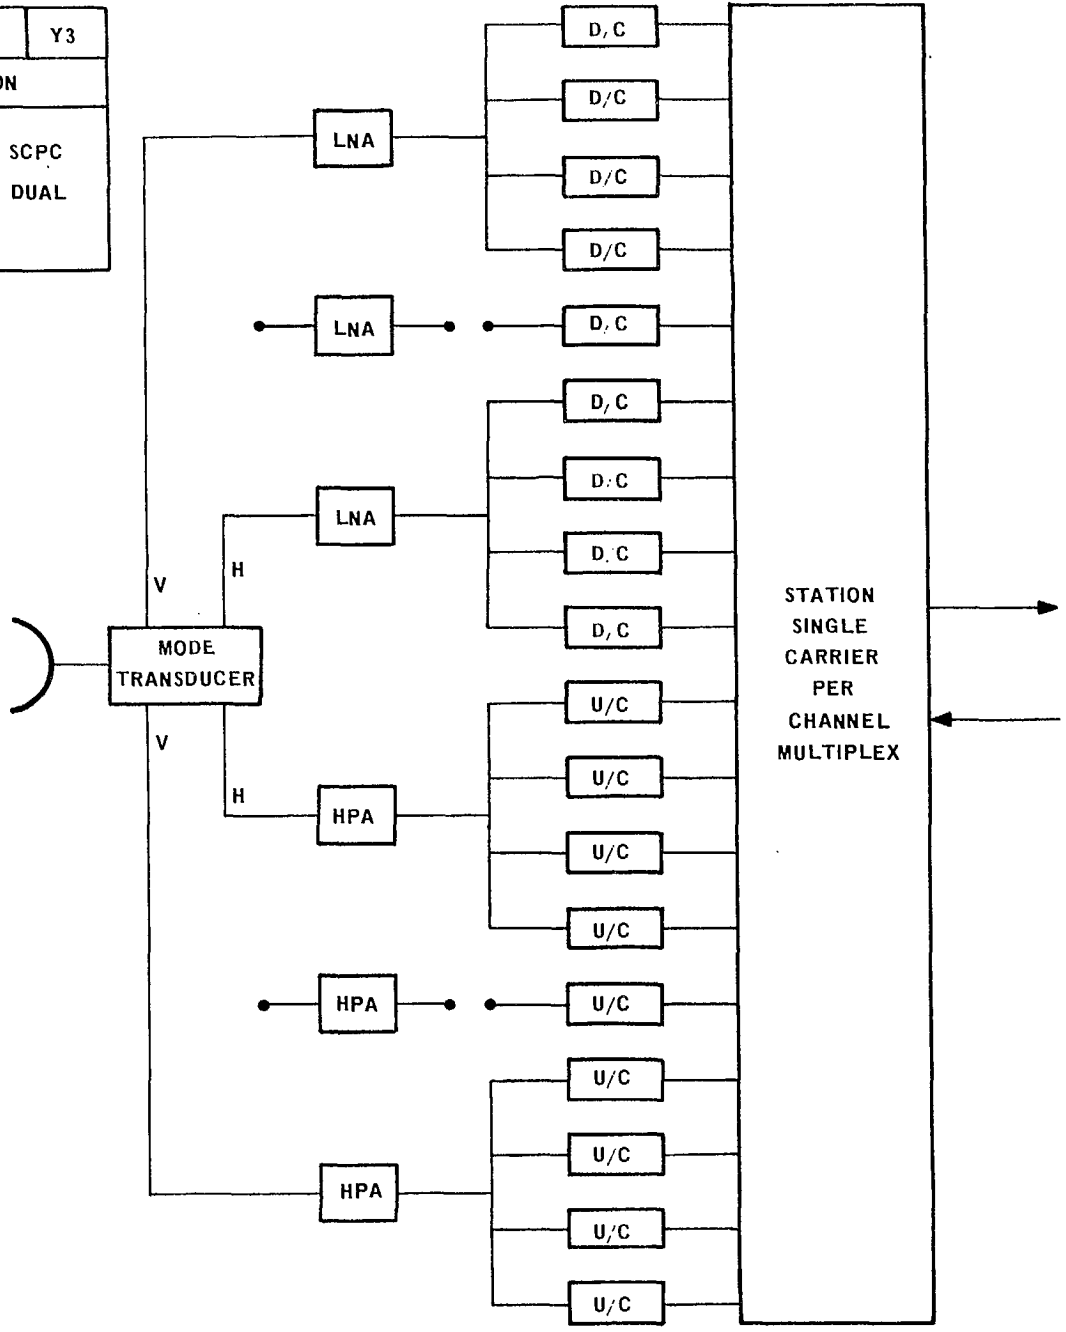 Y3
ON
SCPC
DUAL
D/C
D/C
LNA
D/C
D/C
LNA
D/C
D/C
D/C
LNA
D/C
H
V
STATION
SINGLE
CARRIER
PER
CHANNEL
MULTIPLEX
D/C
MODE
TRANSDUCER
U/C
V
U/C
H
HPA
U/C
U/C
HPA
U/C
U/C
U/C
HPA
U/C
U/C